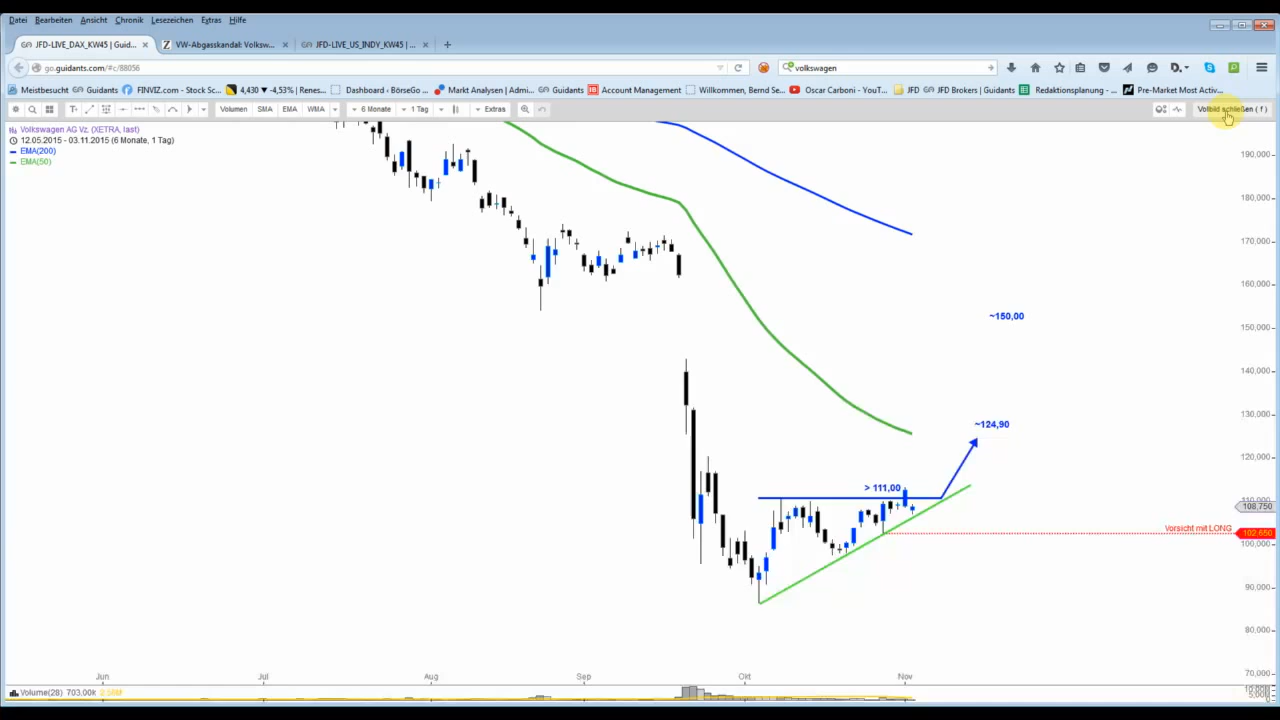 Datei Bearbeiten Ansicht Chronik Lesezeichen Extras Hilfe
JFD-LIVE_DAX_KW45 | Guid... VW-Abgasskandal: Volksw... JFD-LIVE_US_INDY_KW45 | ...
go.guidants.com/#c/88056 volkswagen
Meistbesucht Guidants FINVIZ.com - Stock Sc... 4,430 ▼ -4,53% | Renes... Dashboard ‹ BörseGo ... Markt Analysen | Admi... Guidants Account Management Willkommen, Bernd Se... Oscar Carboni - YouT... JFD JFD Brokers | Guidants Redaktionsplanung - ... Pre-Market Most Activ...
Volumen SMA EMA WMA 6 Monate 1 Tag Extras Vollbild schließen ( f )
Volkswagen AG Vz. (XETRA, last)
12.05.2015 - 03.11.2015 (6 Monate, 1 Tag)
EMA(200)
EMA(50)
190,000
180,000
170,000
160,000
~150,00
150,000
140,000
130,000
~124,90
120,000
> 111,00
110,000
108,750
Vorsicht mit LONG 102,650
100,000
90,000
80,000
70,000
Jun Jul Aug Sep Okt Nov
Volume(28) 703.00k